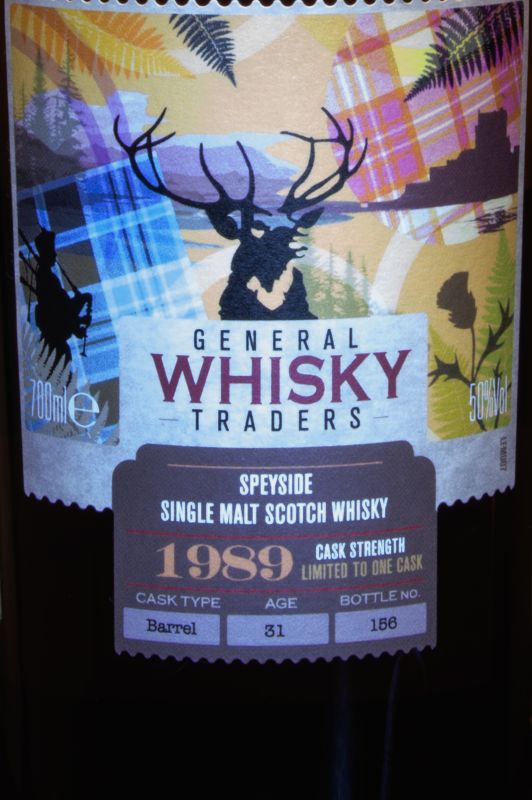 GENERAL
WHISKY
TRADERS
700ml e
50%Vol
SPEYSIDE
SINGLE MALT SCOTCH WHISKY
1989
CASK STRENGTH
LIMITED TO ONE CASK
CASK TYPE AGE BOTTLE NO.
Barrel 31 156